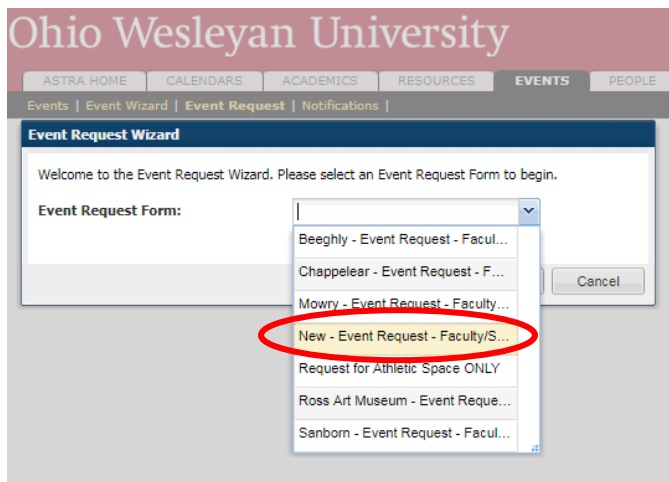 Ohio Wesleyan University
ASTRA HOME CALENDARS ACADEMICS RESOURCES EVENTS PEOPLE
Events | Event Wizard | Event Request | Notifications |
Event Request Wizard
Welcome to the Event Request Wizard. Please select an Event Request Form to begin.
Event Request Form:
Beeghly - Event Request - Facul...
Chappelear - Event Request - F...
Cancel
Mowry - Event Request - Faculty...
New - Event Request - Faculty/S...
Request for Athletic Space ONLY
Ross Art Museum - Event Reque...
Sanborn - Event Request - Facul...